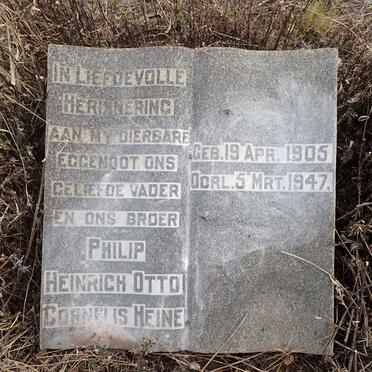 IN LIEFDEVOLLE
HERINNERING
AAN MY DIERBARE
EGGENOOT ONS
GELIEFDE VADER
EN ONS BROER
PHILIP
HEINRICH OTTO
CORNELIS HEINE
GEB. 19 APR. 1905
OORL. 5 MRT. 1947.